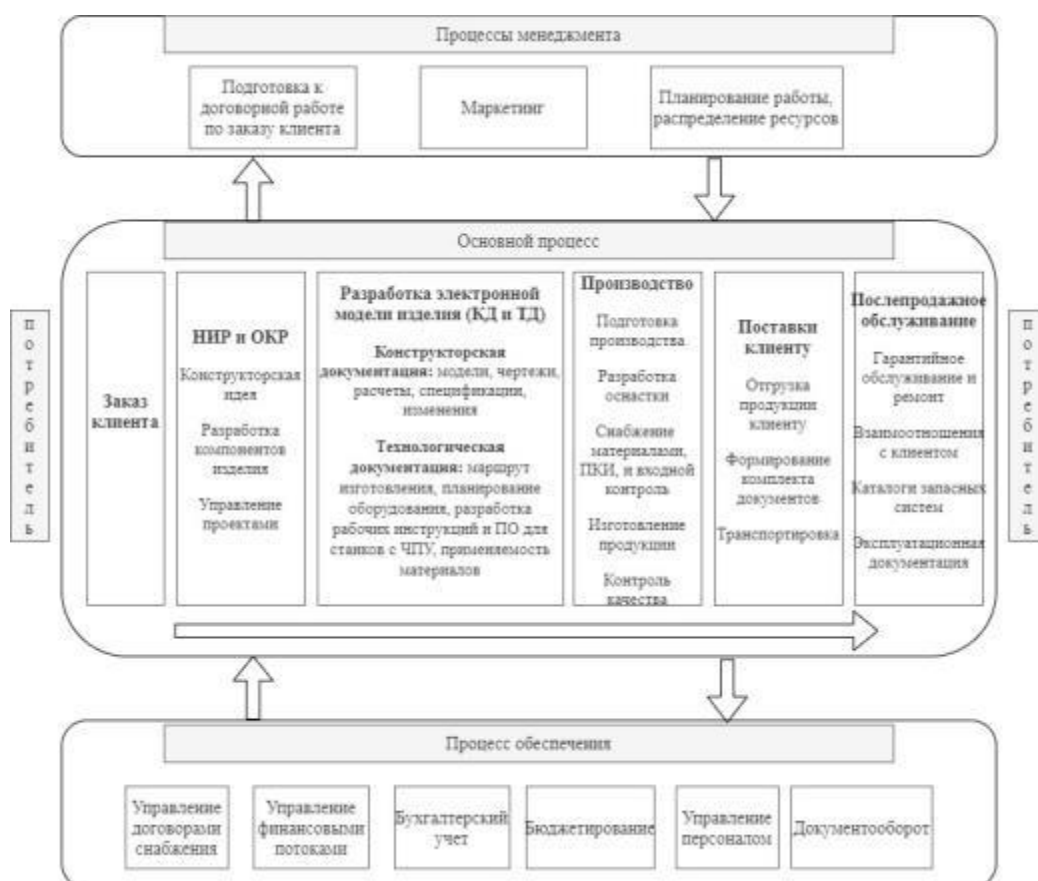 Процессы менеджмента
Подготовка к
договорной работе
по заказу клиента
Маркетинг
Планирование работы,
распределение ресурсов
Основной процесс
потребитель
Заказ
клиента
НИР и ОКР
Конструкторская
идея
Разработка
компонентов
изделия
Управление
проектами
Разработка электронной
модели изделия (КД и ТД)
Конструкторская
документация: модели, чертежи,
расчеты, спецификации,
изменения
Технологическая
документация: маршрут
изготовления, планирование
оборудования, разработка
рабочих инструкций и ПО для
станков с ЧПУ, применяемость
материалов
Производство
Подготовка
производства
Разработка
оснастки
Снабжение
материалами,
ПКИ, и входной
контроль
Изготовление
продукции
Контроль
качества
Поставки
клиенту
Отгрузка
продукции
клиенту
Формирование
комплекта
документов
Транспортировка
Послепродажное
обслуживание
Гарантийное
обслуживание и
ремонт
Взаимоотношения
с клиентом
Каталоги запасных
систем
Эксплуатационная
документация
потребитель
Процесс обеспечения
Управление
договорами
снабжения
Управление
финансовыми
потоками
Бухгалтерский
учет
Бюджетирование
Управление
персоналом
Документооборот